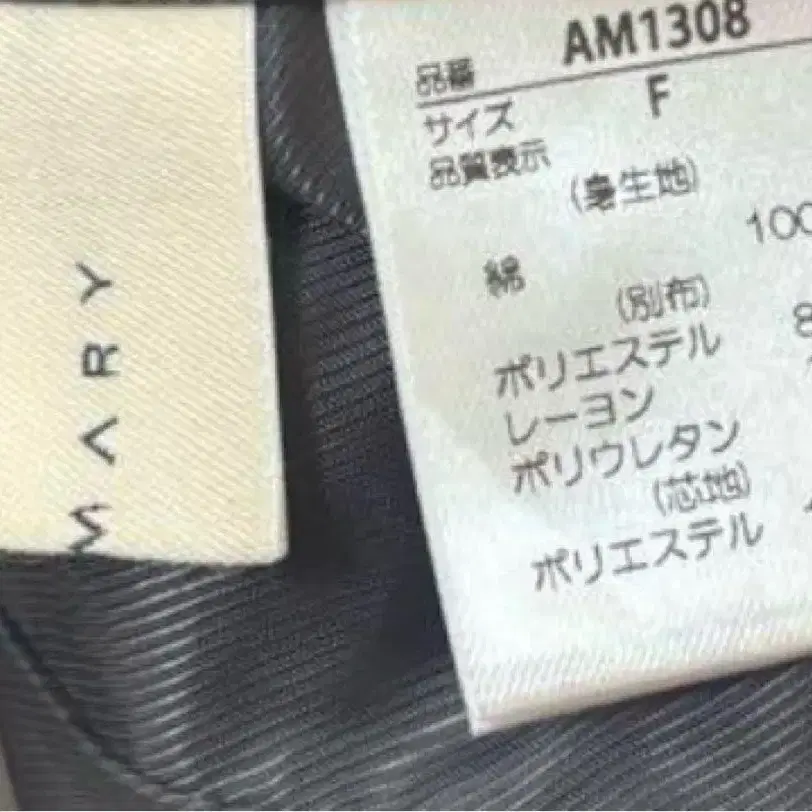 MARY
品番 AM1308
サイズ F
品質表示
(身生地)
綿 100
(別布)
ポリエステル 8
レーヨン
ポリウレタン
(芯地)
ポリエステル